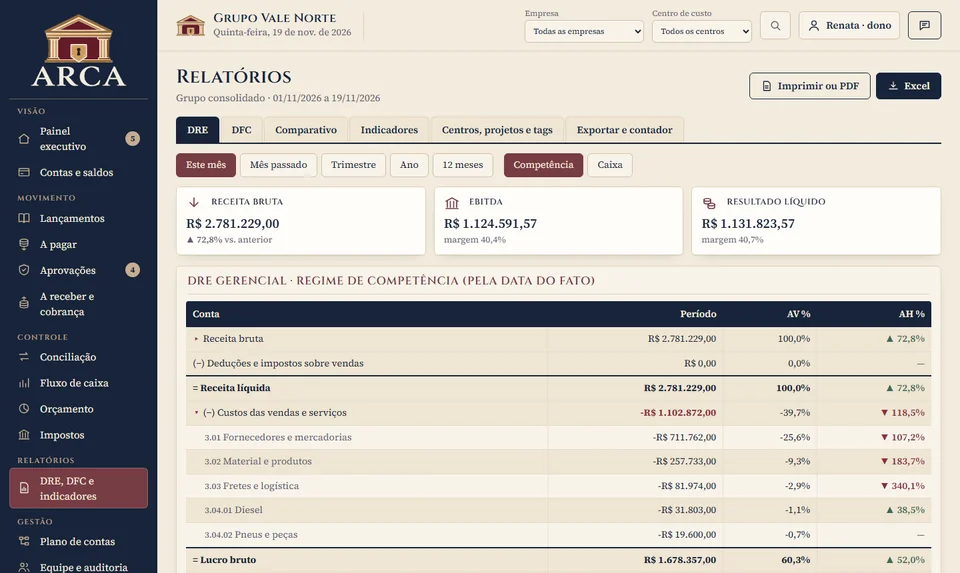 ARCA
VISÃO
Painel
executivo
5
Contas e saldos
MOVIMENTO
Lançamentos
A pagar
Aprovações
4
A receber e
cobrança
CONTROLE
Conciliação
Fluxo de caixa
Orçamento
Impostos
RELATÓRIOS
DRE, DFC e
indicadores
GESTÃO
Plano de contas
Equipe e auditoria
Grupo Vale Norte
Quinta-feira, 19 de nov. de 2026
Empresa
Todas as empresas
Centro de custo
Todos os centros
Renata · dono
Relatórios
Grupo consolidado · 01/11/2026 a 19/11/2026
Imprimir ou PDF
Excel
DRE DFC Comparativo Indicadores Centros, projetos e tags Exportar e contador
Este mês Mês passado Trimestre Ano 12 meses Competência Caixa
RECEITA BRUTA
R$ 2.781.229,00
▲ 72,8% vs. anterior
EBITDA
R$ 1.124.591,57
margem 40,4%
RESULTADO LÍQUIDO
R$ 1.131.823,57
margem 40,7%
DRE GERENCIAL · REGIME DE COMPETÊNCIA (PELA DATA DO FATO)
Conta Período AV % AH %
▸ Receita bruta R$ 2.781.229,00 100,0% ▲ 72,8%
(−) Deduções e impostos sobre vendas R$ 0,00 0,0% —
= Receita líquida R$ 2.781.229,00 100,0% ▲ 72,8%
▾ (−) Custos das vendas e serviços -R$ 1.102.872,00 -39,7% ▼ 118,5%
3.01 Fornecedores e mercadorias -R$ 711.762,00 -25,6% ▼ 107,2%
3.02 Material e produtos -R$ 257.733,00 -9,3% ▼ 183,7%
3.03 Fretes e logística -R$ 81.974,00 -2,9% ▼ 340,1%
3.04.01 Diesel -R$ 31.803,00 -1,1% ▲ 38,5%
3.04.02 Pneus e peças -R$ 19.600,00 -0,7% —
= Lucro bruto R$ 1.678.357,00 60,3% ▲ 52,0%